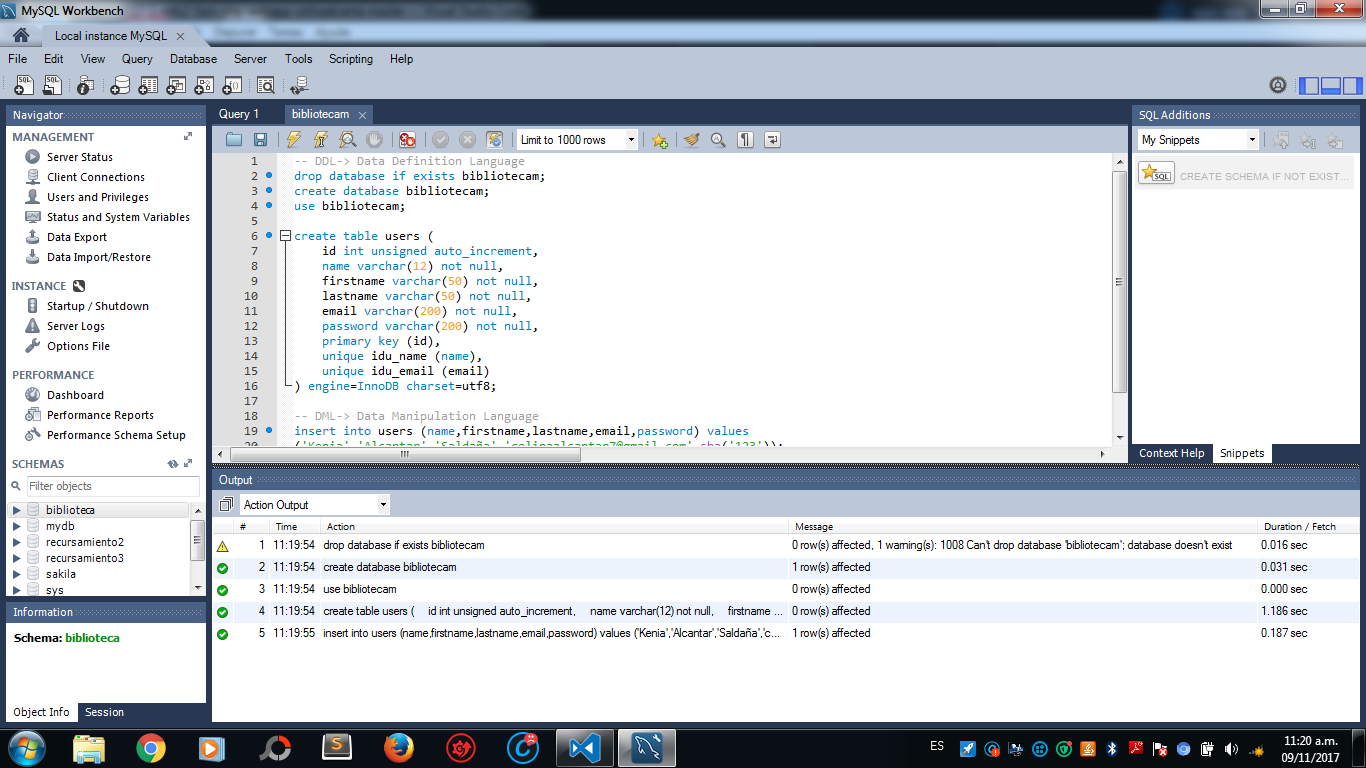 MySQL Workbench
Local instance MySQL
File Edit View Query Database Server Tools Scripting Help
Navigator
MANAGEMENT
Server Status
Client Connections
Users and Privileges
Status and System Variables
Data Export
Data Import/Restore
INSTANCE
Startup / Shutdown
Server Logs
Options File
PERFORMANCE
Dashboard
Performance Reports
Performance Schema Setup
SCHEMAS
Filter objects
biblioteca
mydb
recursamiento2
recursamiento3
sakila
sys
Information
Schema: biblioteca
Object Info Session
Query 1 bibliotecam
Limit to 1000 rows
1 -- DDL-> Data Definition Language
2 drop database if exists bibliotecam;
3 create database bibliotecam;
4 use bibliotecam;
5
6 create table users (
7 id int unsigned auto_increment,
8 name varchar(12) not null,
9 firstname varchar(50) not null,
10 lastname varchar(50) not null,
11 email varchar(200) not null,
12 password varchar(200) not null,
13 primary key (id),
14 unique idu_name (name),
15 unique idu_email (email)
16 ) engine=InnoDB charset=utf8;
17
18 -- DML-> Data Manipulation Language
19 insert into users (name,firstname,lastname,email,password) values
20 ('Kenia','Alcantar','Saldaña','
SQL Additions
My Snippets
SQL CREATE SCHEMA IF NOT EXIST...
Context Help Snippets
Output
Action Output
# Time Action Message Duration / Fetch
1 11:19:54 drop database if exists bibliotecam 0 row(s) affected, 1 warning(s): 1008 Can't drop database 'bibliotecam'; database doesn't exist 0.016 sec
2 11:19:54 create database bibliotecam 1 row(s) affected 0.031 sec
3 11:19:54 use bibliotecam 0 row(s) affected 0.000 sec
4 11:19:54 create table users ( id int unsigned auto_increment, name varchar(12) not null, firstname ... 0 row(s) affected 1.186 sec
5 11:19:55 insert into users (name,firstname,lastname,email,password) values ('Kenia','Alcantar','Saldaña','c... 1 row(s) affected 0.187 sec
ES
11:20 a.m.
09/11/2017